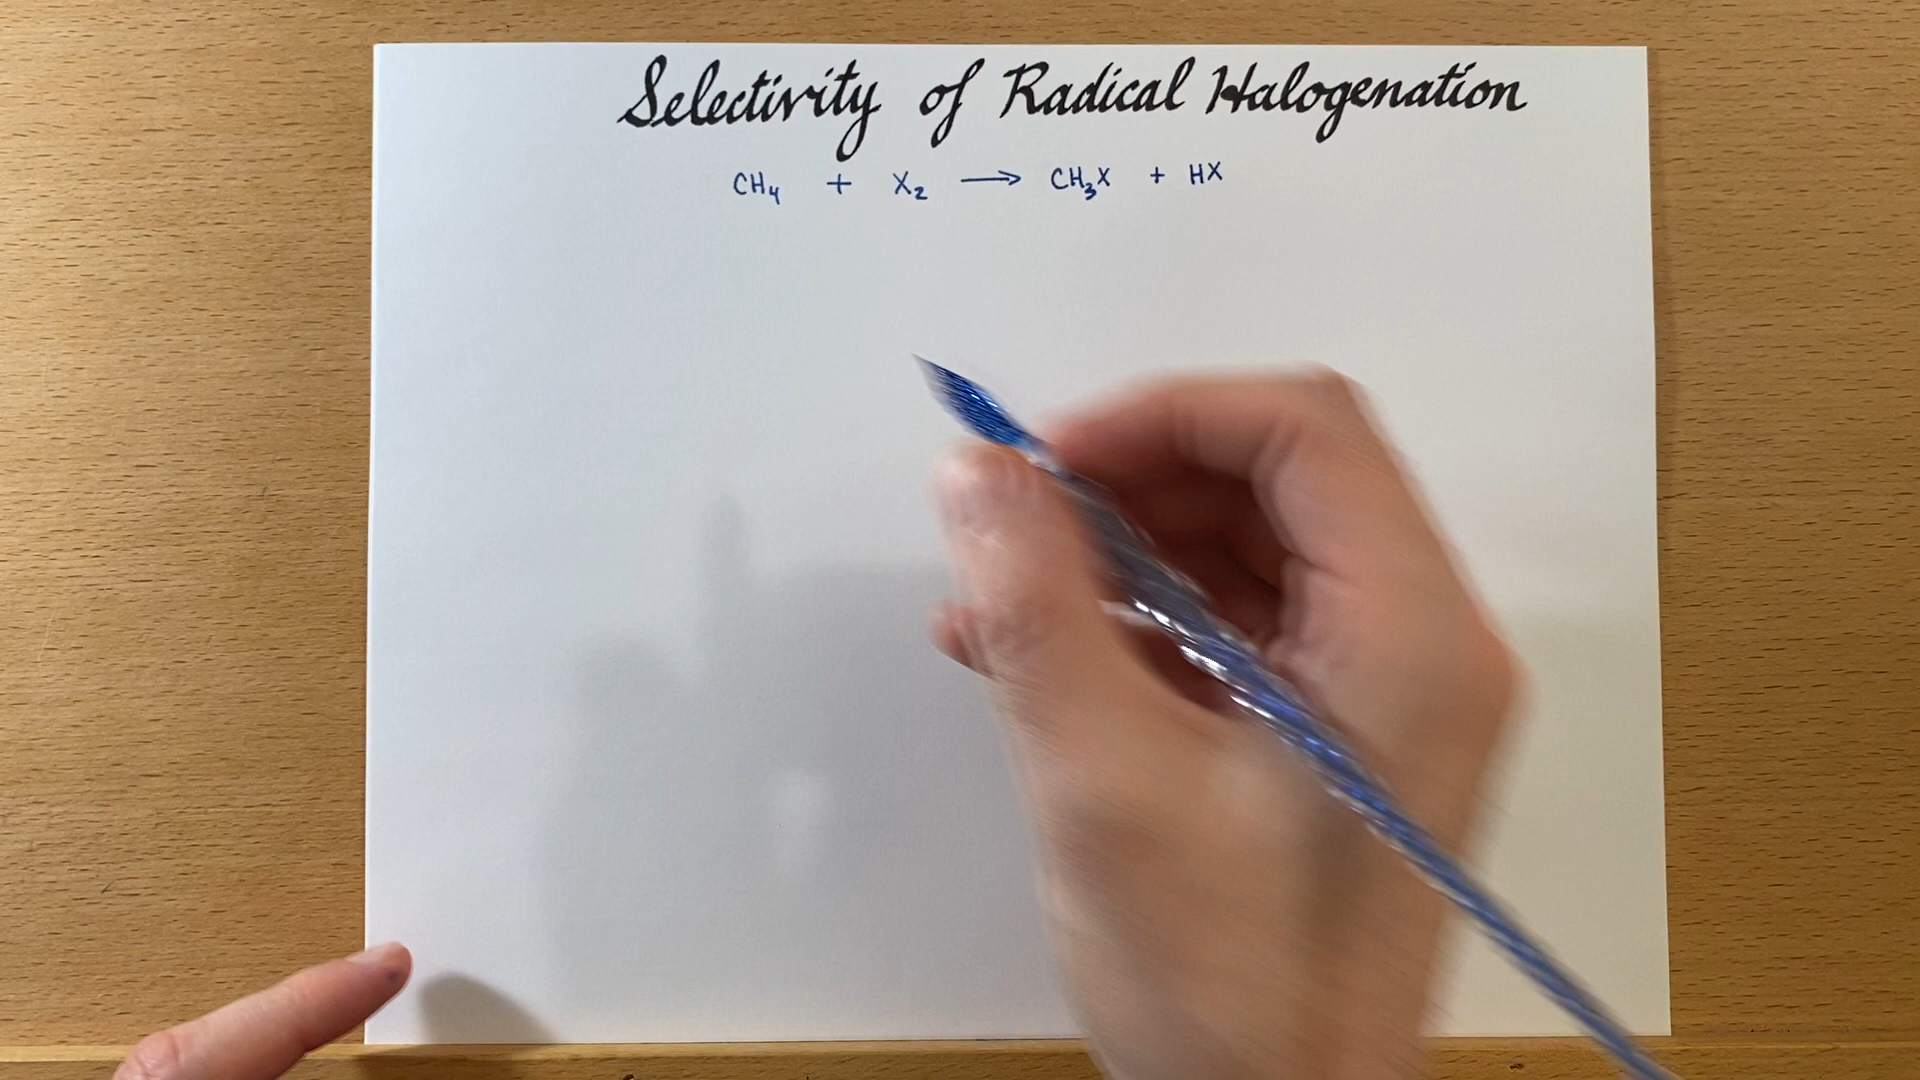 Selectivity of Radical Halogenation
CH₄ + X₂ ⟶ CH₃X + HX